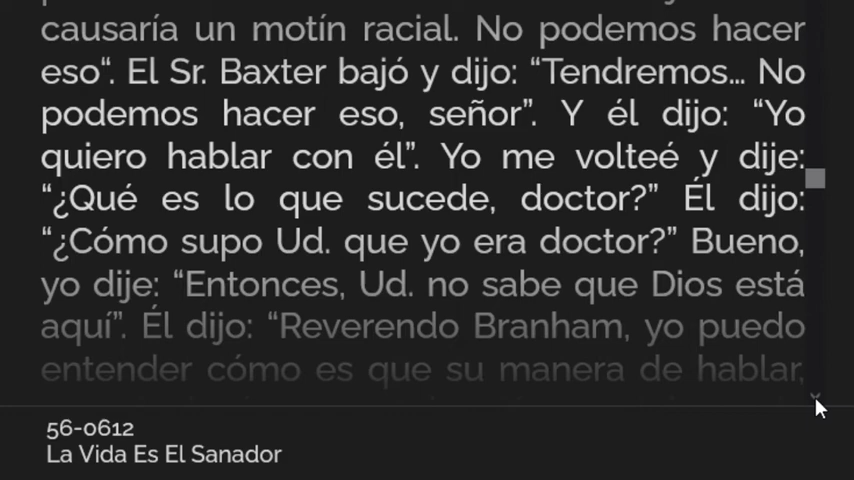 causaría un motín racial. No podemos hacer
eso“. El Sr. Baxter bajó y dijo: “Tendremos... No
podemos hacer eso, señor”. Y él dijo: “Yo
quiero hablar con él”. Yo me volteé y dije:
“¿Qué es lo que sucede, doctor?” Él dijo:
“¿Cómo supo Ud. que yo era doctor?” Bueno,
yo dije: “Entonces, Ud. no sabe que Dios está
aquí”. Él dijo: “Reverendo Branham, yo puedo
entender cómo es que su manera de hablar,
56-0612
La Vida Es El Sanador